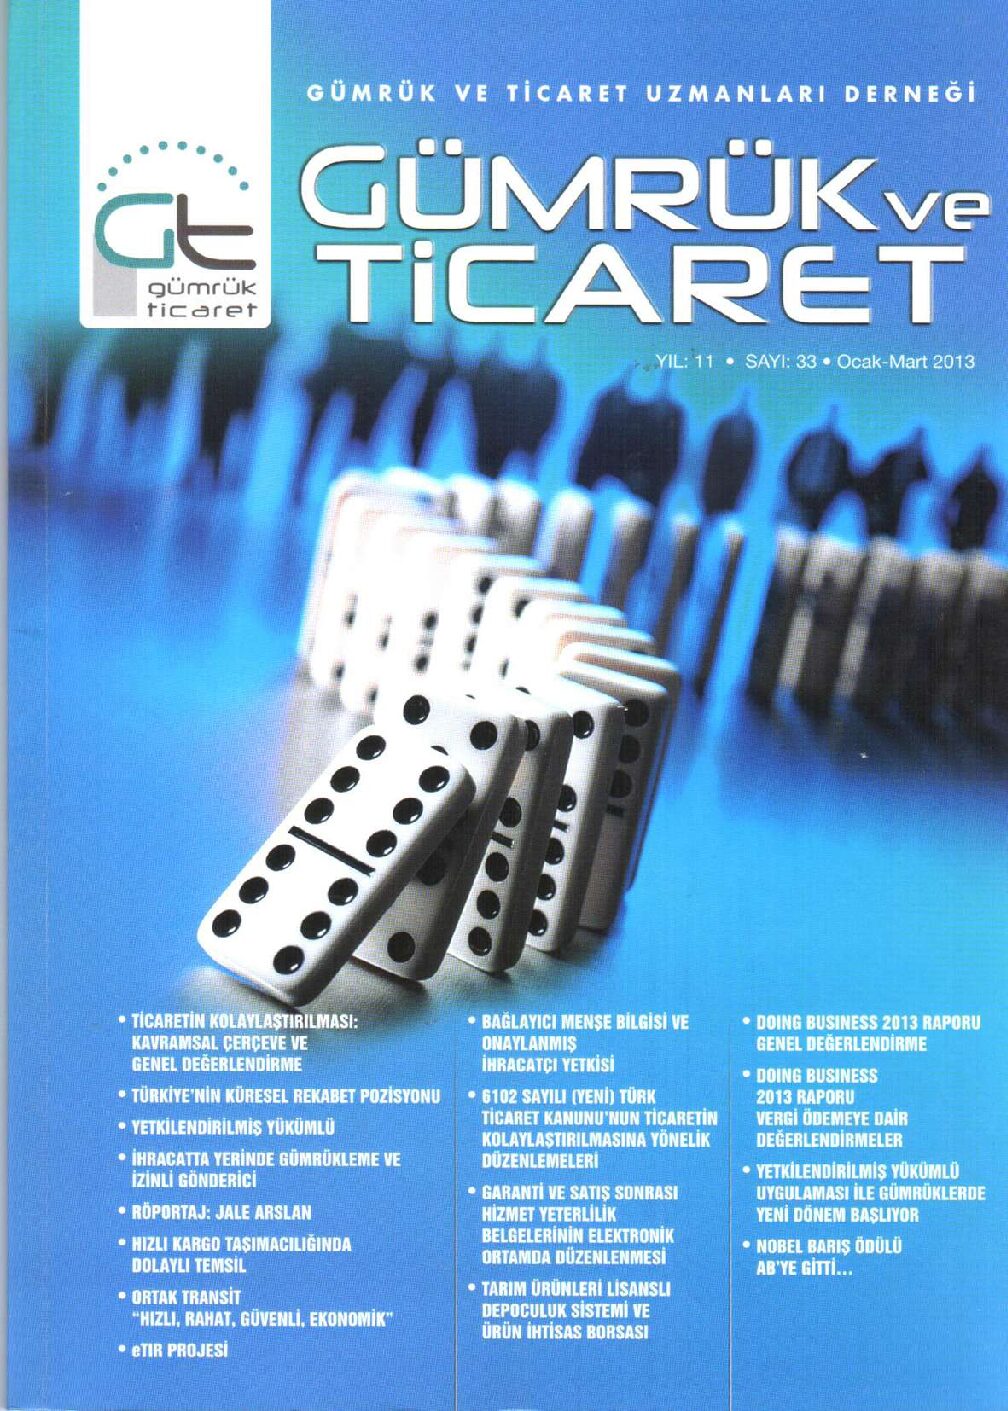 GÜMRÜK VE TİCARET UZMANLARI DERNEĞİ
GÜMRÜK ve
TİCARET
Gt
gümrük
ticaret
YIL: 11 • SAYI: 33 • Ocak-Mart 2013
• TİCARETİN KOLAYLAŞTIRILMASI:
KAVRAMSAL ÇERÇEVE VE
GENEL DEĞERLENDİRME
• TÜRKİYE'NİN KÜRESEL REKABET POZİSYONU
• YETKİLENDİRİLMİŞ YÜKÜMLÜ
• İHRACATTA YERİNDE GÜMRÜKLEME VE
İZİNLİ GÖNDERİCİ
• RÖPORTAJ: JALE ARSLAN
• HIZLI KARGO TAŞIMACILIĞINDA
DOLAYLI TEMSIL
• ORTAK TRANSİT
"HIZLI, RAHAT, GÜVENLİ, EKONOMİK"
• eTIR PROJESİ
• BAĞLAYICI MENŞE BİLGİSİ VE
ONAYLANMIŞ
İHRACATÇI YETKİSİ
• 6102 SAYILI (YENİ) TÜRK
TİCARET KANUNU'NUN TİCARETİN
KOLAYLAŞTIRILMASINA YÖNELİK
DÜZENLEMELERİ
• GARANTİ VE SATIŞ SONRASI
HİZMET YETERLİLİK
BELGELERİNİN ELEKTRONİK
ORTAMDA DÜZENLENMESİ
• TARIM ÜRÜNLERİ LİSANSLI
DEPOCULUK SİSTEMİ VE
ÜRÜN İHTİSAS BORSASI
• DOING BUSINESS 2013 RAPORU
GENEL DEĞERLENDİRME
• DOING BUSINESS
2013 RAPORU
VERGİ ÖDEMEYE DAİR
DEĞERLENDİRMELER
• YETKİLENDİRİLMİŞ YÜKÜMLÜ
UYGULAMASI İLE GÜMRÜKLERDE
YENİ DÖNEM BAŞLIYOR
• NOBEL BARIŞ ÖDÜLÜ
AB'YE GİTTİ...